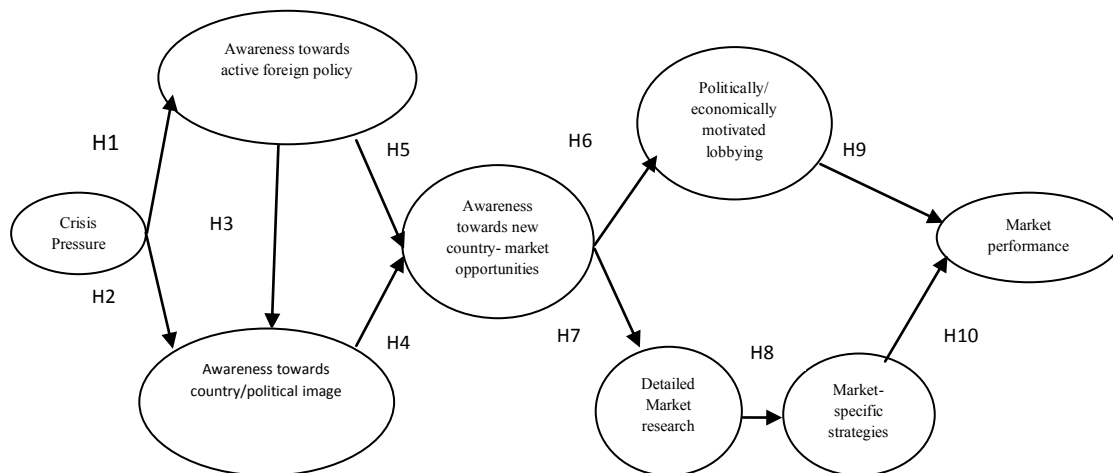 Awareness towards
active foreign policy
H1
H2
H3
H5
H4
Crisis
Pressure
Awareness towards
country/political image
Awareness towards
new
country- market
opportunities
H6
H7
Politically/
economically
motivated
lobbying
H9
Detailed
Market
research
H8
Market-
specific
strategies
H10
Market
performance